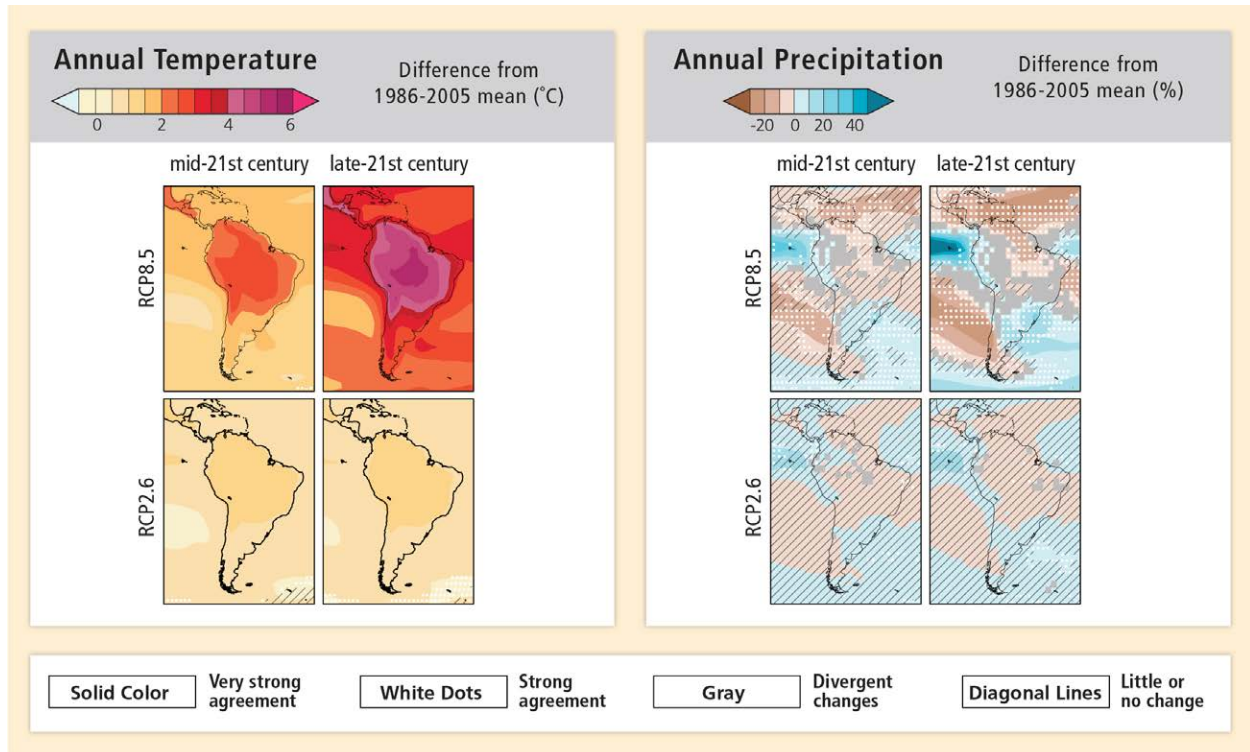 Annual Temperature
Difference from
1986-2005 mean (˚C)
0 2 4 6
mid-21st century late-21st century
RCP8.5
RCP2.6
Annual Precipitation
Difference from
1986-2005 mean (%)
-20 0 20 40
mid-21st century late-21st century
RCP8.5
RCP2.6
Solid Color
Very strong
agreement
White Dots
Strong
agreement
Gray
Divergent
changes
Diagonal Lines
Little or
no change